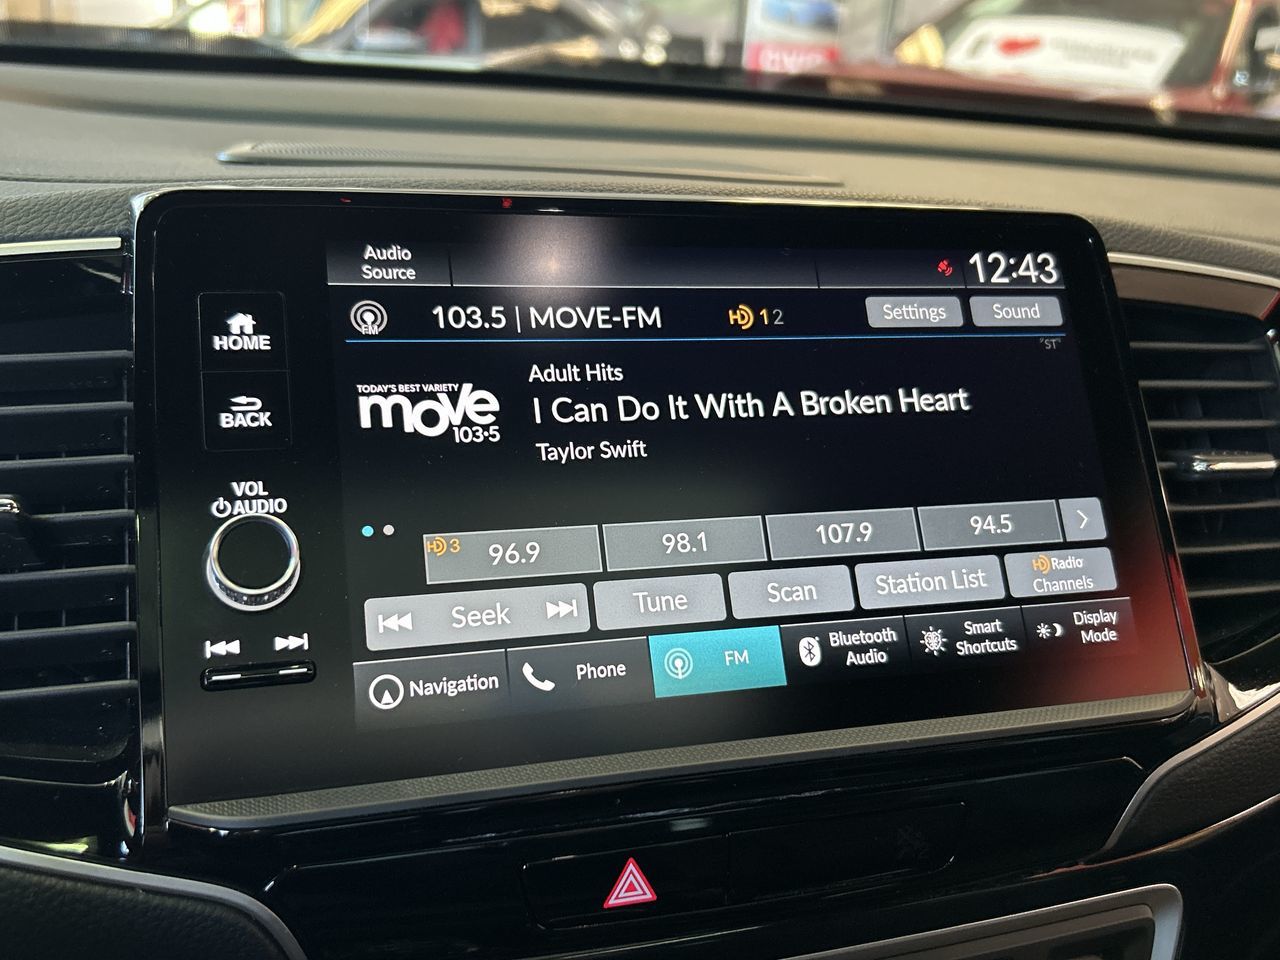 Audio
Source
12:43
FM
103.5 | MOVE-FM
HD 1 2
Settings
Sound
"ST"
HOME
BACK
VOL
AUDIO
TODAY'S BEST VARIETY
move
103.5
Adult Hits
I Can Do It With A Broken Heart
Taylor Swift
HD 3 96.9
98.1
107.9
94.5
Seek
Tune
Scan
Station List
HD Radio
Channels
Navigation
Phone
FM
Bluetooth
Audio
Smart
Shortcuts
Display
Mode